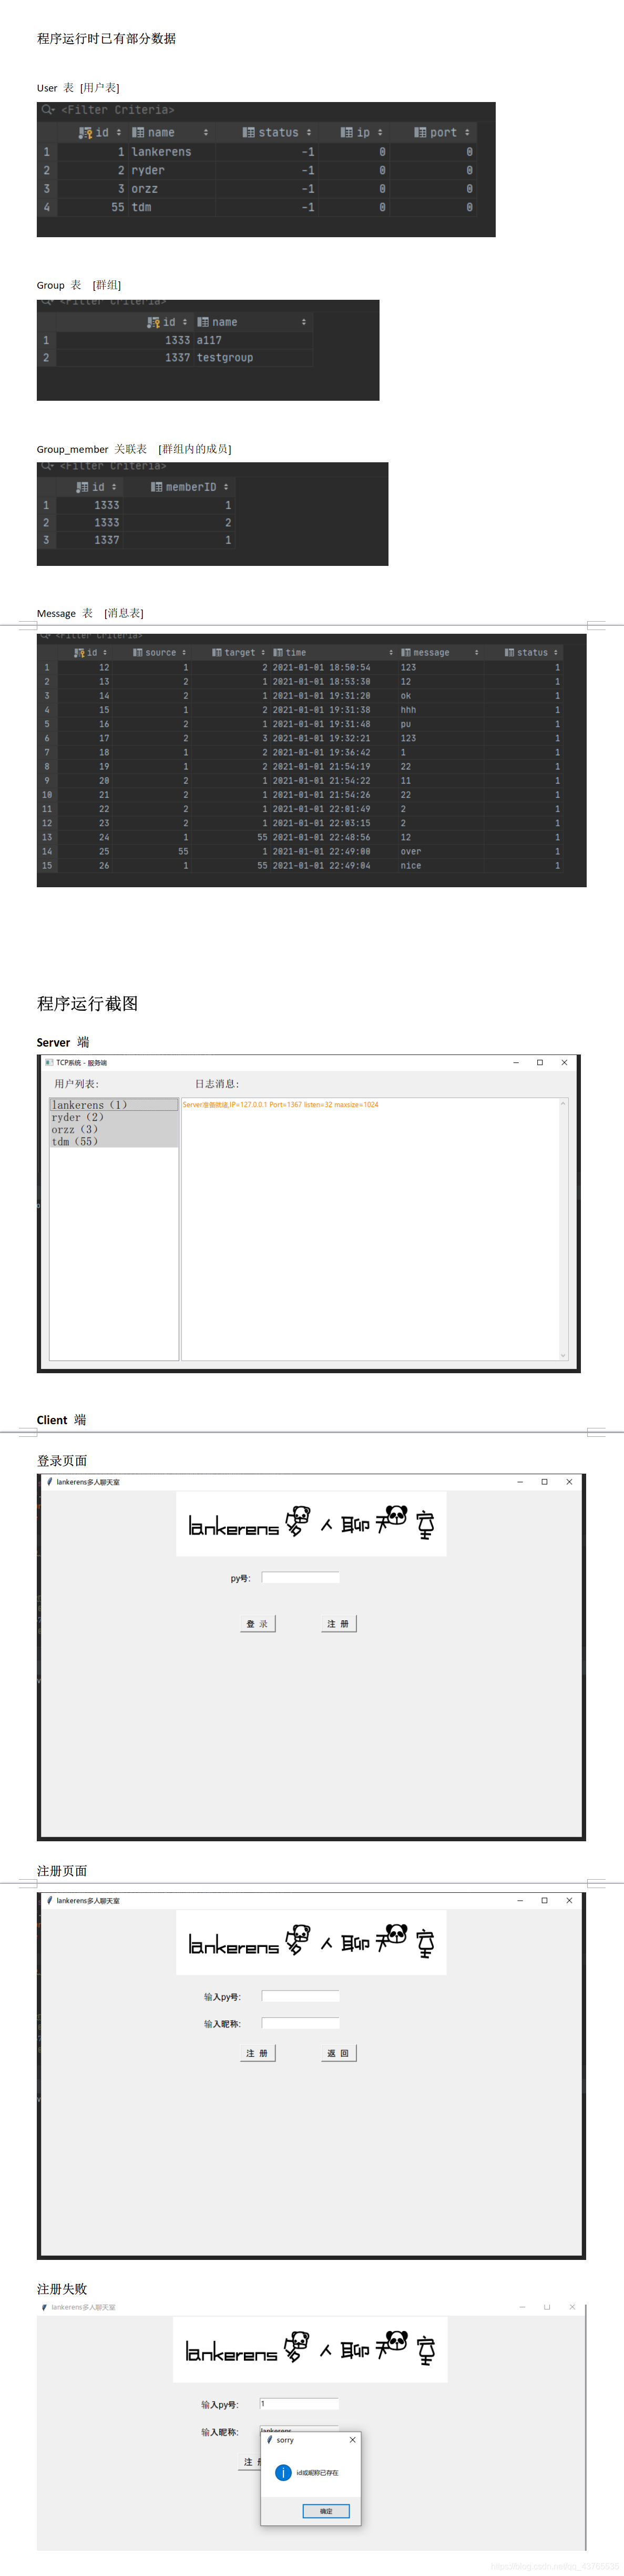 程序运行时已有部分数据
User 表 [用户表]
<Filter Criteria>
id name status ip port
1 1 lankerens -1 0 0
2 2 ryder -1 0 0
3 3 orzz -1 0 0
4 55 tdm -1 0 0
Group 表 [群组]
<Filter Criteria>
id name
1 1333 a117
2 1337 testgroup
Group_member 关联表 [群组内的成员]
<Filter Criteria>
id memberID
1 1333 1
2 1333 2
3 1337 1
Message 表 [消息表]
<Filter Criteria>
id source target time message status
1 12 1 2 2021-01-01 18:50:54 123 1
2 13 2 1 2021-01-01 18:53:30 12 1
3 14 2 1 2021-01-01 19:31:20 ok 1
4 15 1 2 2021-01-01 19:31:38 hhh 1
5 16 2 1 2021-01-01 19:31:48 pu 1
6 17 2 3 2021-01-01 19:32:21 123 1
7 18 1 2 2021-01-01 19:36:42 1 1
8 19 1 2 2021-01-01 21:54:19 22 1
9 20 2 1 2021-01-01 21:54:22 11 1
10 21 2 1 2021-01-01 21:54:26 22 1
11 22 2 1 2021-01-01 22:01:49 2 1
12 23 2 1 2021-01-01 22:03:15 2 1
13 24 1 55 2021-01-01 22:48:56 12 1
14 25 55 1 2021-01-01 22:49:00 over 1
15 26 1 55 2021-01-01 22:49:04 nice 1
程序运行截图
Server 端
TCP系统 - 服务端
用户列表: 日志消息:
lankerens (1)
ryder (2)
orzz (3)
tdm (55)
Server准备就绪,IP=127.0.0.1 Port=1367 listen=32 maxsize=1024
Client 端
登录页面
lankerens多人聊天室
lankerens 多人聊天室
py号:
登 录 注 册
注册页面
lankerens多人聊天室
lankerens 多人聊天室
输入py号:
输入昵称:
注 册 返 回
注册失败
lankerens多人聊天室
lankerens 多人聊天室
输入py号: 1
输入昵称: lankerens
注 册
sorry
id或昵称已存在
确定